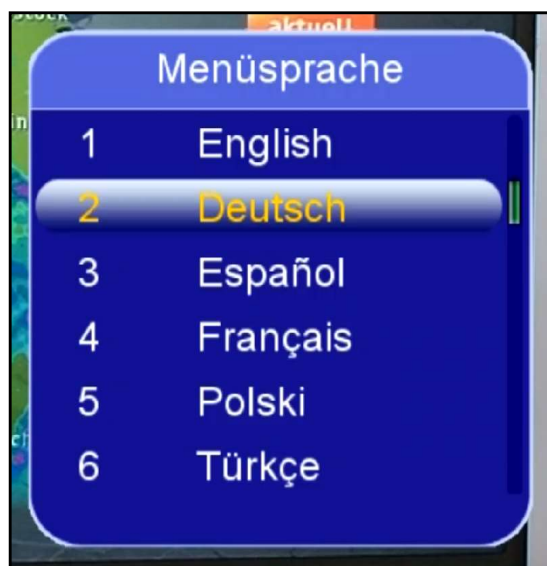 aktuell
Menüsprache
1 English
2 Deutsch
3 Español
4 Français
5 Polski
6 Türkçe